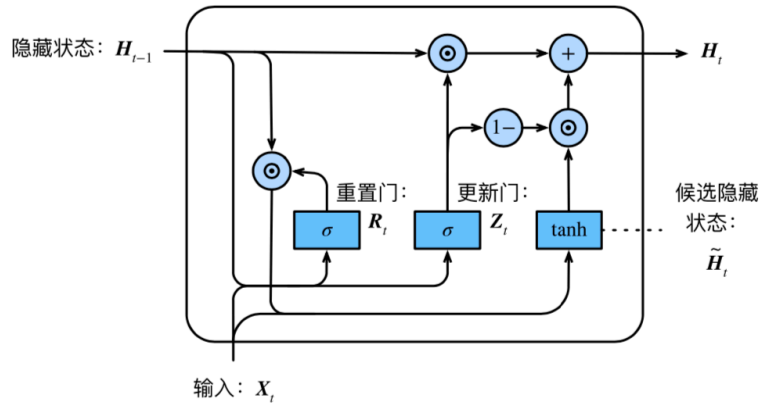 隐藏状态：H_{t−1}
⊙
+
H_t
1−
⊙
⊙
重置门：
R_t
更新门：
Z_t
σ
σ
tanh
候选隐藏
状态：
H̃_t
输入：X_t